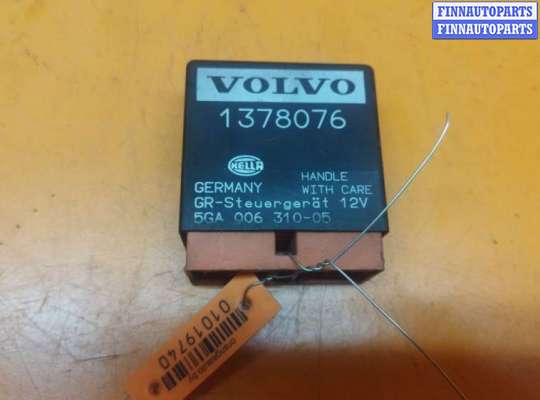 FINNAUTOPARTS
FINNAUTOPARTS
VOLVO
1378076
HELLA
GERMANY
HANDLE
WITH CARE
GR-Steuergerät 12V
5GA 006 310-05
01019740